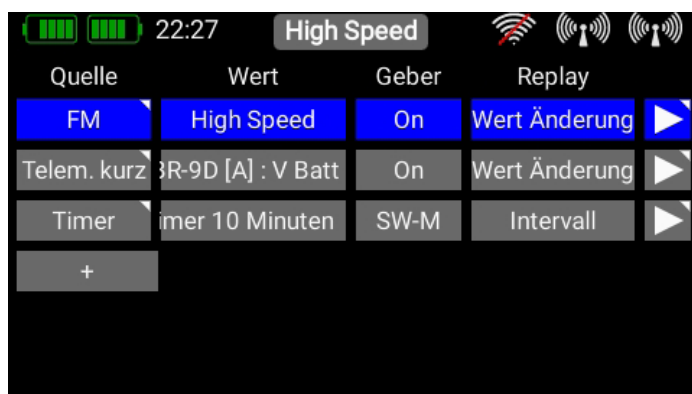 22:27 High Speed
Quelle Wert Geber Replay
FM High Speed On Wert Änderung
Telem. kurz 3R-9D [A] : V Batt On Wert Änderung
Timer imer 10 Minuten SW-M Intervall
+